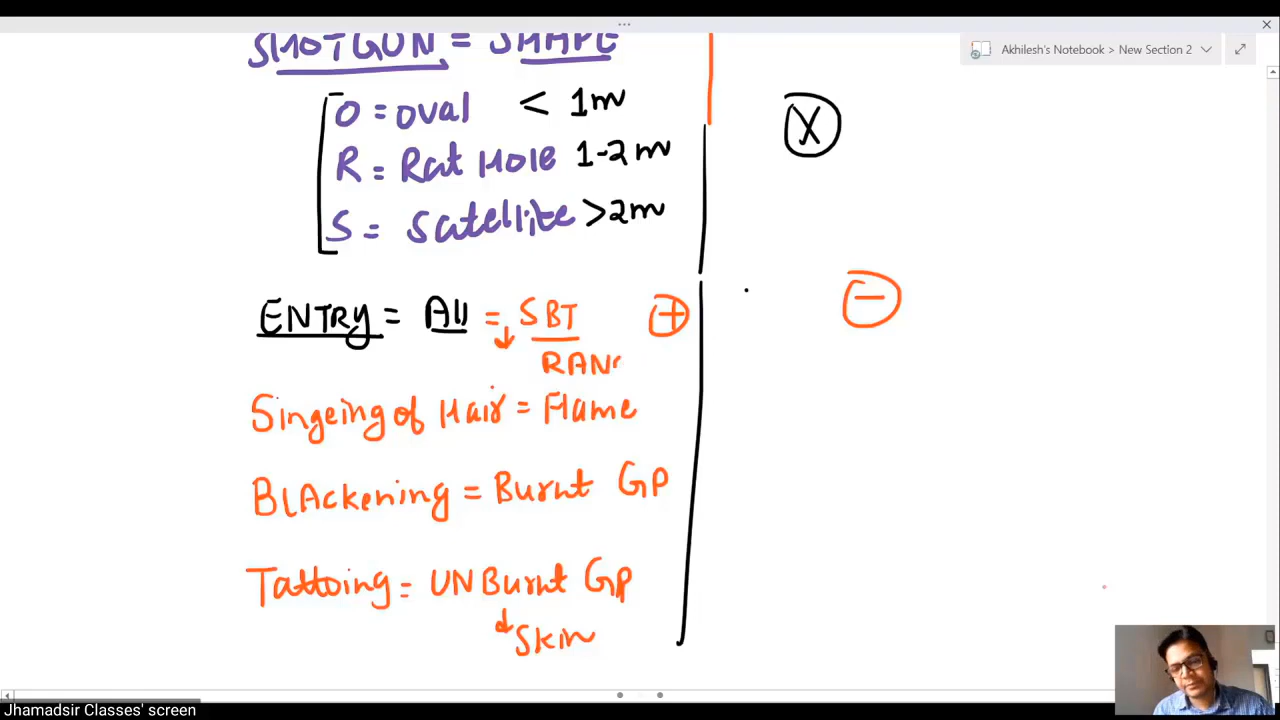 Akhilesh's Notebook > New Section 2
SHOTGUN = SHAPE
O = oval < 1m
R = Rat Hole 1-2m
S = Satellite >2m
X
ENTRY = All = SBT +
−
↓ RAN
Singeing of Hair = Flame
BlAckening = Burnt GP
Tattoing = UNBurnt GP
↓ Skin
Jhamadsir Classes' screen